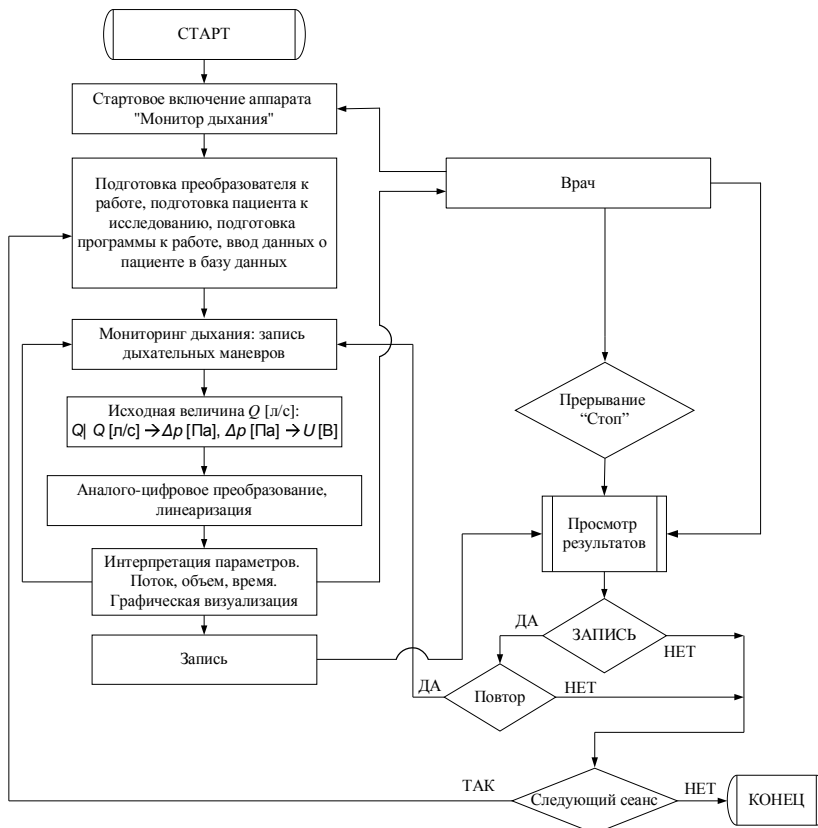 СТАРТ
Стартовое включение аппарата
"Монитор дыхания"
Подготовка преобразователя к
работе, подготовка пациента к
исследованию, подготовка
программы к работе, ввод данных о
пациенте в базу данных
Врач
Мониторинг дыхания: запись
дыхательных маневров
Исходная величина Q [л/с]:
Q| Q [л/с] →Δp [Па], Δp [Па] → U [В]
Прерывание
“Стоп”
Аналого-цифровое преобразование,
линеаризация
Просмотр
результатов
Интерпретация параметров.
Поток, объем, время.
Графическая визуализация
Запись
ДА
ЗАПИСЬ
НЕТ
ДА
Повтор
НЕТ
ТАК
Следующий сеанс
НЕТ
КОНЕЦ